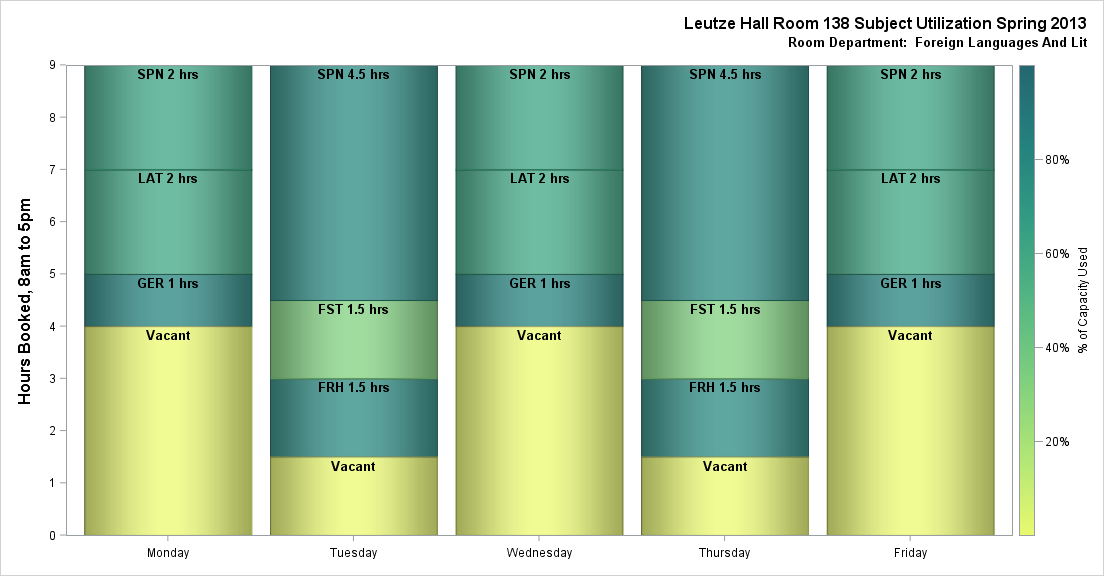 Leutze Hall Room 138 Subject Utilization Spring 2013
Room Department:  Foreign Languages And Lit
Hours Booked, 8am to 5pm
9
8
7
6
5
4
3
2
1
0
SPN 2 hrs
LAT 2 hrs
GER 1 hrs
Vacant
Monday
SPN 4.5 hrs
FST 1.5 hrs
FRH 1.5 hrs
Vacant
Tuesday
SPN 2 hrs
LAT 2 hrs
GER 1 hrs
Vacant
Wednesday
SPN 4.5 hrs
FST 1.5 hrs
FRH 1.5 hrs
Vacant
Thursday
SPN 2 hrs
LAT 2 hrs
GER 1 hrs
Vacant
Friday
80%
60%
40%
20%
% of Capacity Used